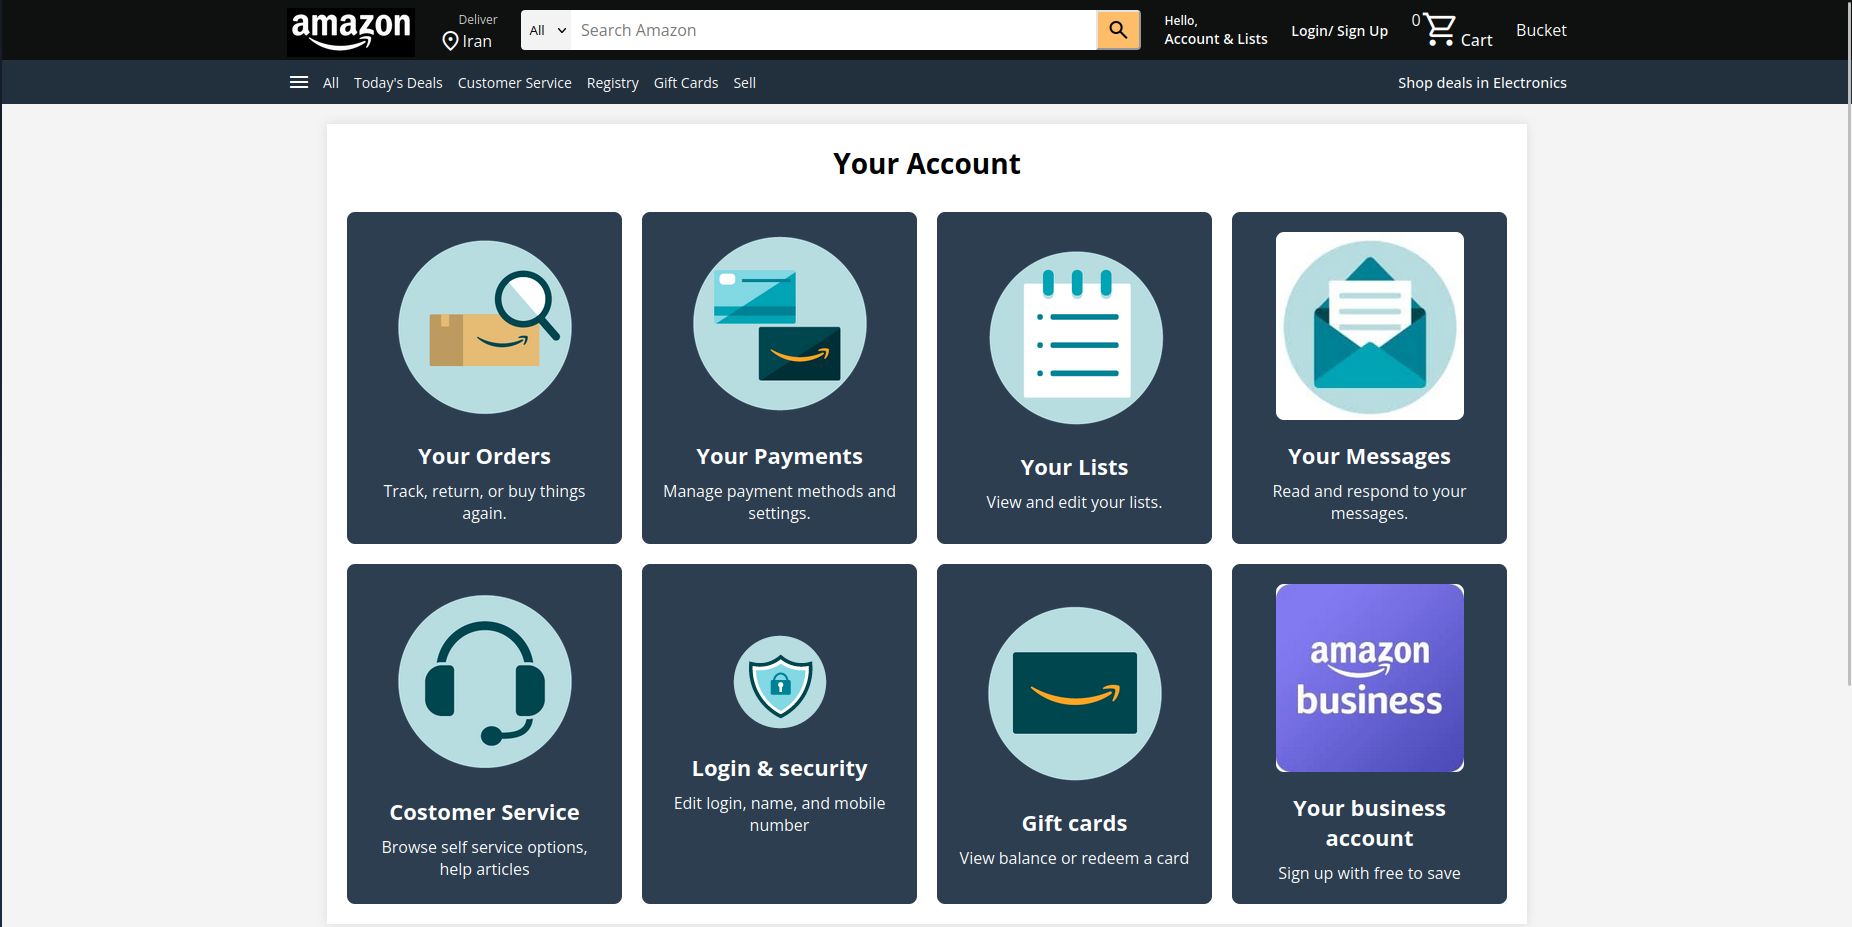 amazon
Deliver
Iran
All
Search Amazon
Hello,
Account & Lists
Login/ Sign Up
0
Cart
Bucket
All Today's Deals Customer Service Registry Gift Cards Sell
Shop deals in Electronics
Your Account
Your Orders
Track, return, or buy things
again.
Your Payments
Manage payment methods and
settings.
Your Lists
View and edit your lists.
Your Messages
Read and respond to your
messages.
Costomer Service
Browse self service options,
help articles
Login & security
Edit login, name, and mobile
number
Gift cards
View balance or redeem a card
amazon
business
Your business
account
Sign up with free to save